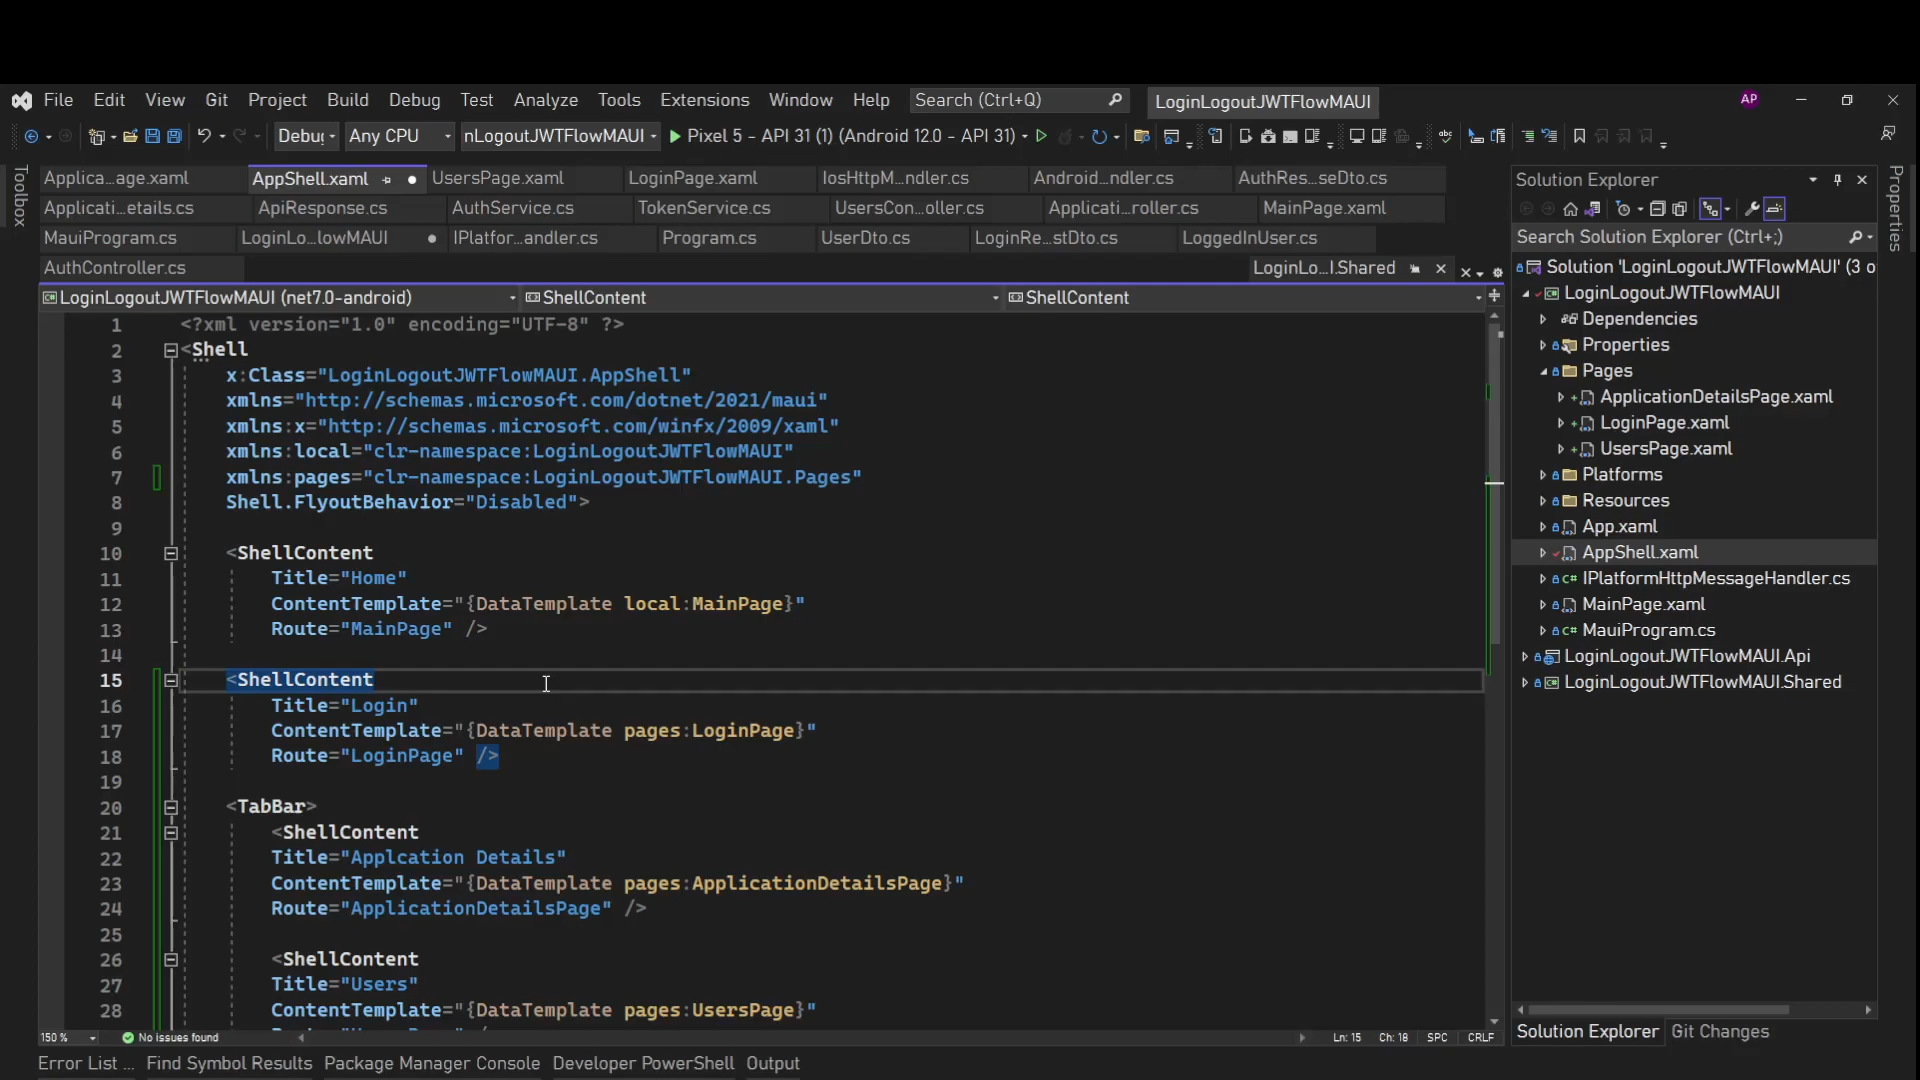 File Edit View Git Project Build Debug Test Analyze Tools Extensions Window Help Search (Ctrl+Q) LoginLogoutJWTFlowMAUI AP
Debug Any CPU nLogoutJWTFlowMAUI Pixel 5 - API 31 (1) (Android 12.0 - API 31)
Toolbox
Applica...age.xaml AppShell.xaml UsersPage.xaml LoginPage.xaml IosHttpM...ndler.cs Android...ndler.cs AuthRes...seDto.cs
Applicati...etails.cs ApiResponse.cs AuthService.cs TokenService.cs UsersCon...oller.cs Applicati...roller.cs MainPage.xaml
MauiProgram.cs LoginLo...lowMAUI IPlatfor...andler.cs Program.cs UserDto.cs LoginRe...stDto.cs LoggedInUser.cs
AuthController.cs LoginLo...I.Shared
LoginLogoutJWTFlowMAUI (net7.0-android) ShellContent ShellContent
1 <?xml version="1.0" encoding="UTF-8" ?>
2 <Shell
3 x:Class="LoginLogoutJWTFlowMAUI.AppShell"
4 xmlns="http://schemas.microsoft.com/dotnet/2021/maui"
5 xmlns:x="http://schemas.microsoft.com/winfx/2009/xaml"
6 xmlns:local="clr-namespace:LoginLogoutJWTFlowMAUI"
7 xmlns:pages="clr-namespace:LoginLogoutJWTFlowMAUI.Pages"
8 Shell.FlyoutBehavior="Disabled">
9
10 <ShellContent
11 Title="Home"
12 ContentTemplate="{DataTemplate local:MainPage}"
13 Route="MainPage" />
14
15 <ShellContent
16 Title="Login"
17 ContentTemplate="{DataTemplate pages:LoginPage}"
18 Route="LoginPage" />
19
20 <TabBar>
21 <ShellContent
22 Title="Applcation Details"
23 ContentTemplate="{DataTemplate pages:ApplicationDetailsPage}"
24 Route="ApplicationDetailsPage" />
25
26 <ShellContent
27 Title="Users"
28 ContentTemplate="{DataTemplate pages:UsersPage}"
150 % No issues found Ln: 15 Ch: 18 SPC CRLF
Error List ... Find Symbol Results Package Manager Console Developer PowerShell Output
Solution Explorer
Search Solution Explorer (Ctrl+;)
Solution 'LoginLogoutJWTFlowMAUI' (3 o
LoginLogoutJWTFlowMAUI
Dependencies
Properties
Pages
ApplicationDetailsPage.xaml
LoginPage.xaml
UsersPage.xaml
Platforms
Resources
App.xaml
AppShell.xaml
IPlatformHttpMessageHandler.cs
MainPage.xaml
MauiProgram.cs
LoginLogoutJWTFlowMAUI.Api
LoginLogoutJWTFlowMAUI.Shared
Solution Explorer Git Changes
Properties